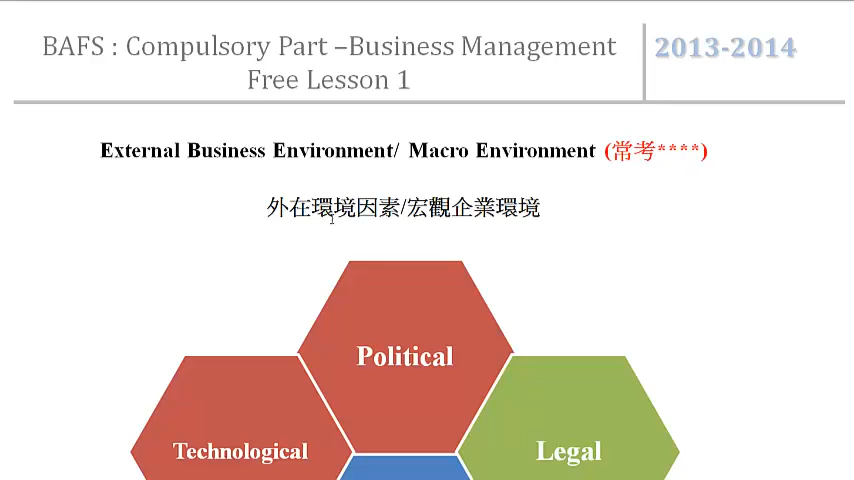 BAFS : Compulsory Part –Business Management
2013-2014
Free Lesson 1
External Business Environment/ Macro Environment (常考****)
外在環境因素/宏觀企業環境
Political
Technological
Legal